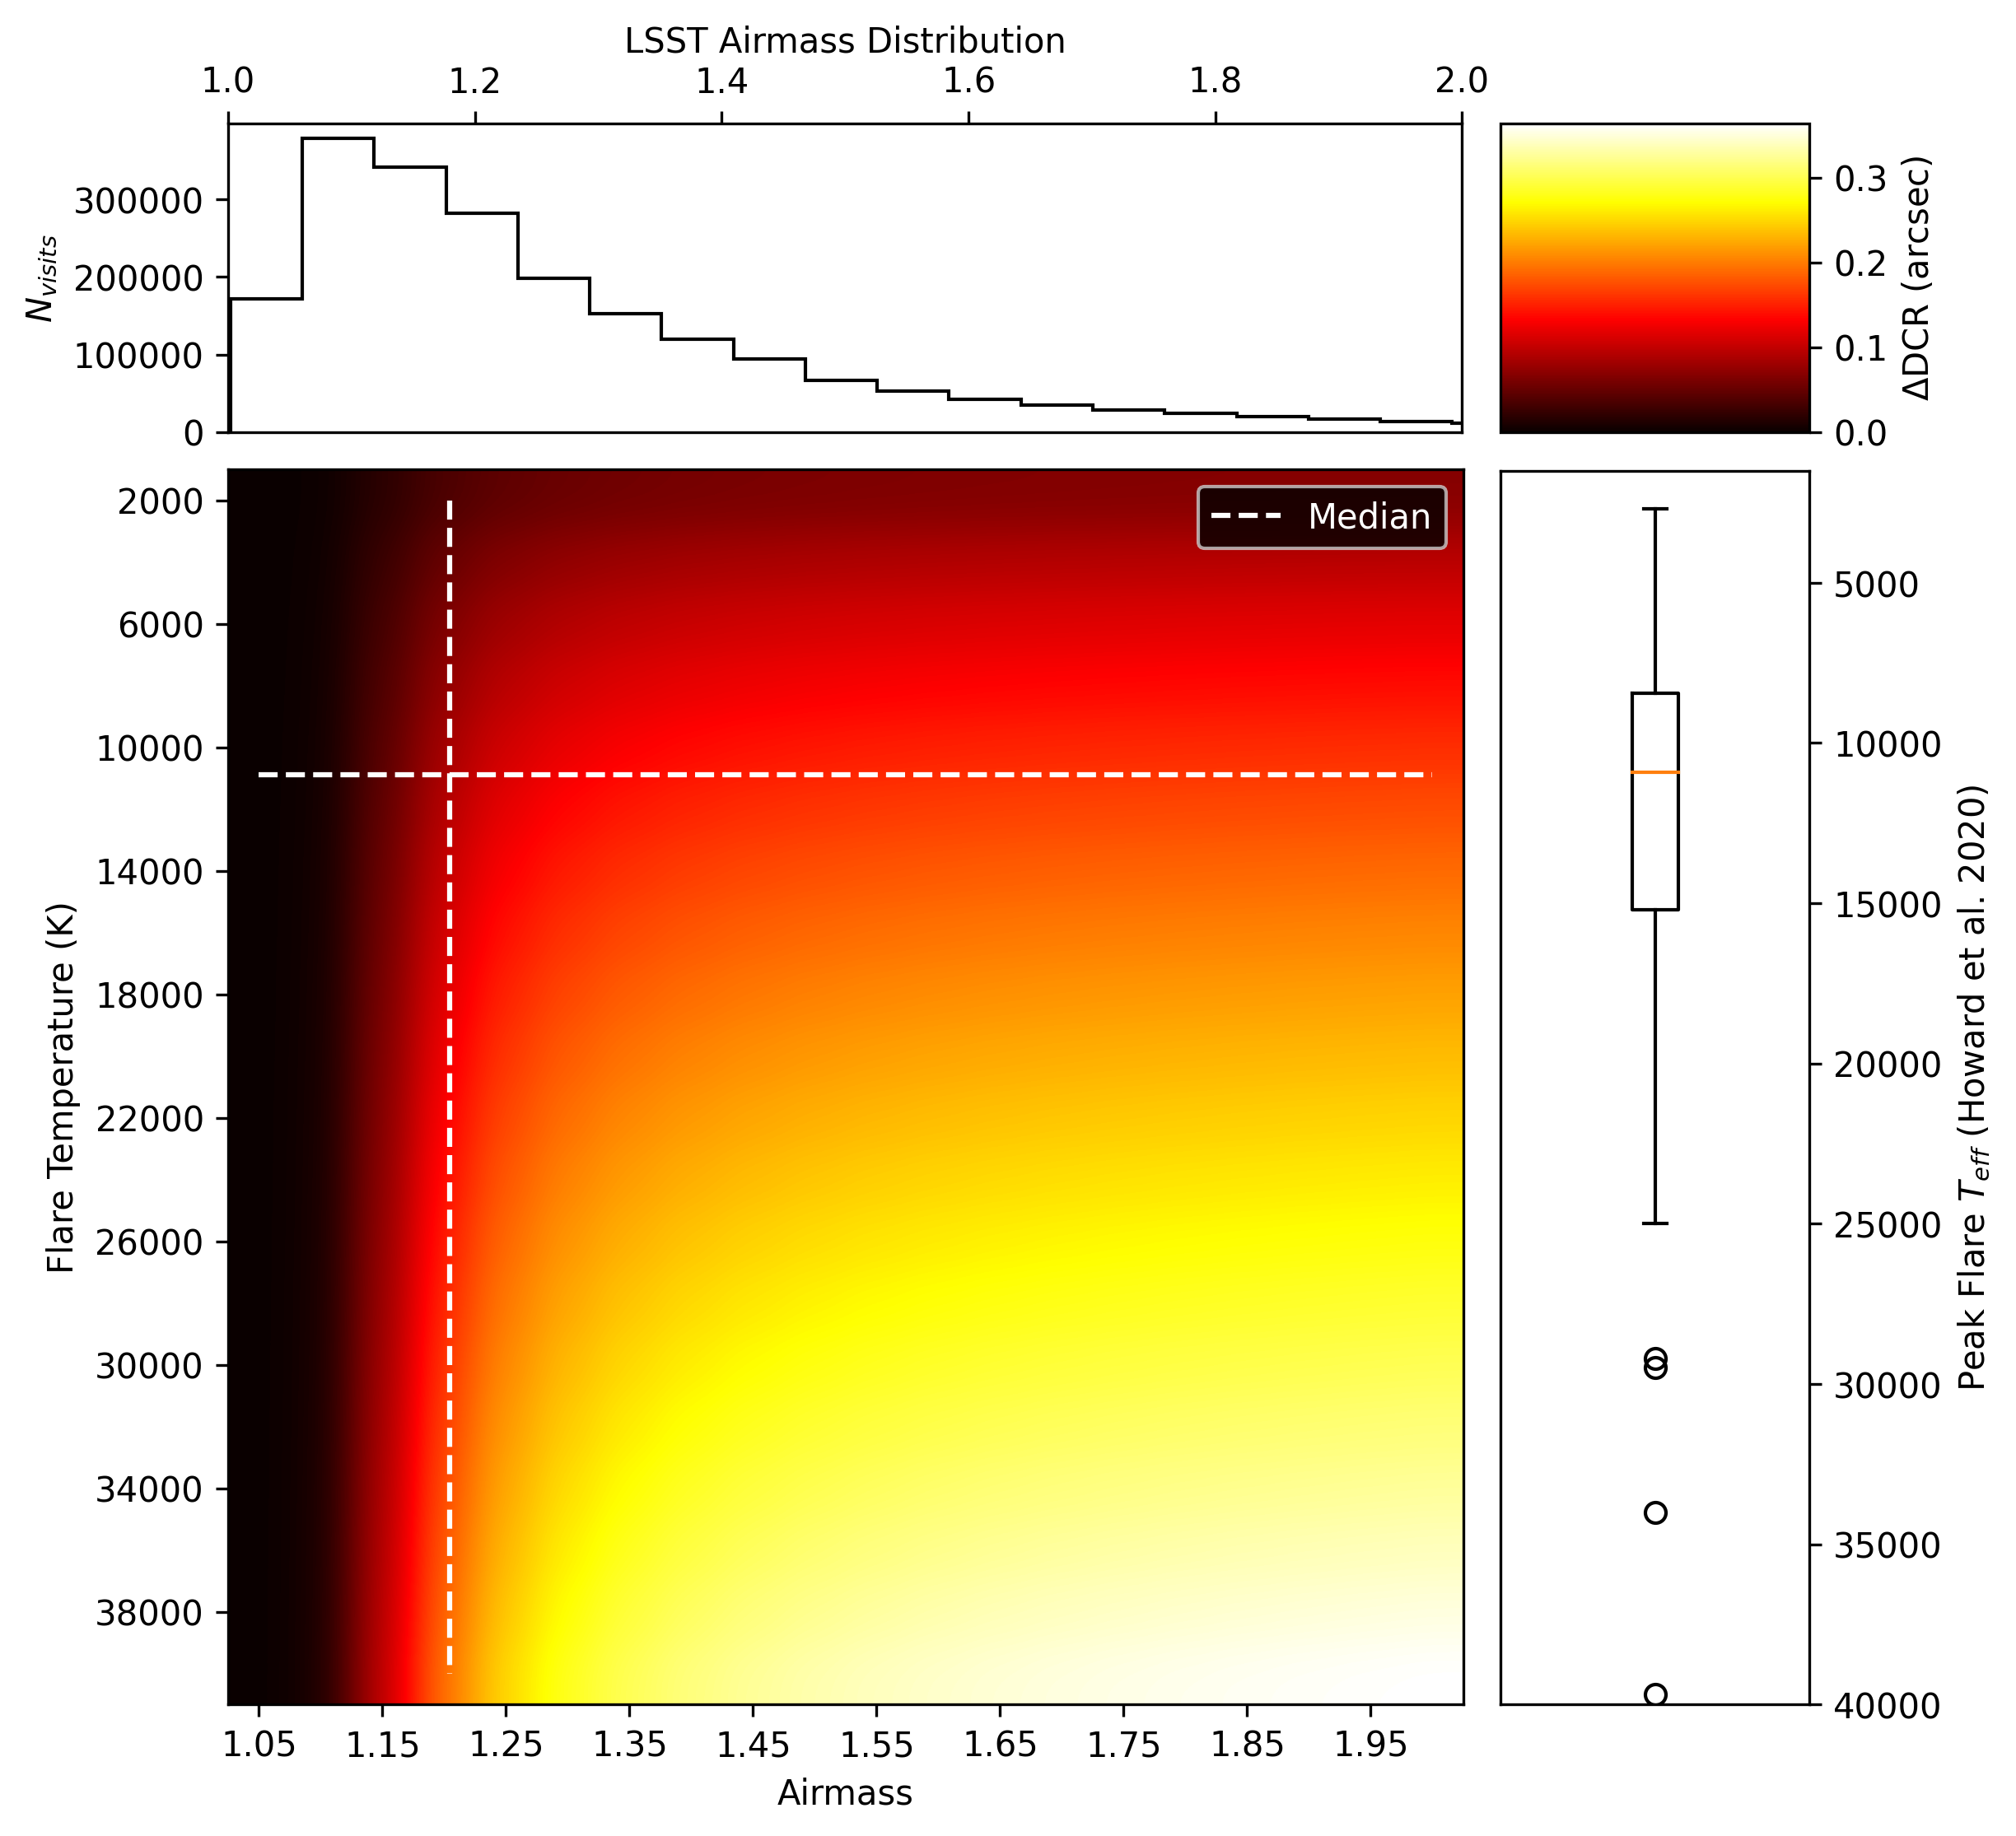 LSST Airmass Distribution
1.0 1.2 1.4 1.6 1.8 2.0
N_visits
300000
200000
100000
0
0.3
0.2
0.1
0.0
ΔDCR (arcsec)
Median
Flare Temperature (K)
2000
6000
10000
14000
18000
22000
26000
30000
34000
38000
1.05 1.15 1.25 1.35 1.45 1.55 1.65 1.75 1.85 1.95
Airmass
5000
10000
15000
20000
25000
30000
35000
40000
Peak Flare T_eff (Howard et al. 2020)